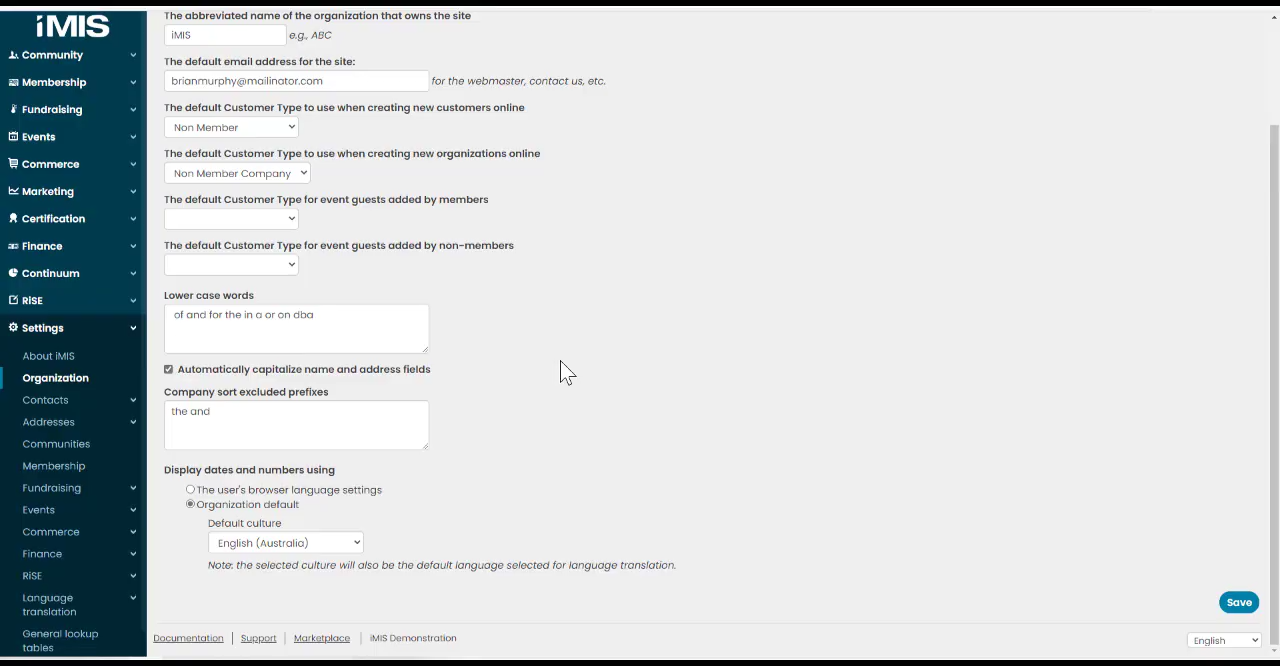 iMIS
Community
Membership
Fundraising
Events
Commerce
Marketing
Certification
Finance
Continuum
RiSE
Settings
About iMIS
Organization
Contacts
Addresses
Communities
Membership
Fundraising
Events
Commerce
Finance
RiSE
Language
translation
General lookup
tables
The abbreviated name of the organization that owns the site
iMIS e.g., ABC
The default email address for the site:
brianmurphy@mailinator.com for the webmaster, contact us, etc.
The default Customer Type to use when creating new customers online
Non Member
The default Customer Type to use when creating new organizations online
Non Member Company
The default Customer Type for event guests added by members
The default Customer Type for event guests added by non-members
Lower case words
of and for the in a or on dba
Automatically capitalize name and address fields
Company sort excluded prefixes
the and
Display dates and numbers using
The user's browser language settings
Organization default
Default culture
English (Australia)
Note: the selected culture will also be the default language selected for language translation.
Save
Documentation | Support | Marketplace | iMIS Demonstration
English